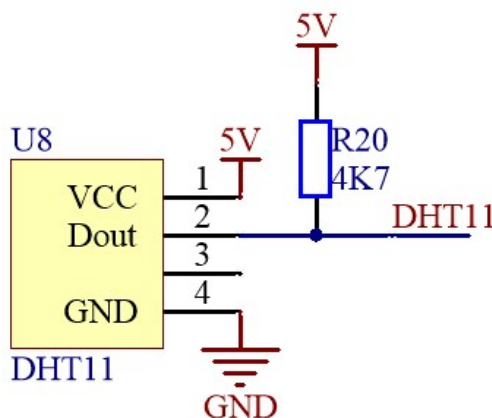 5V
U8
5V
R20
4K7
VCC 1
Dout 2
DHT11
3
GND 4
DHT11
GND